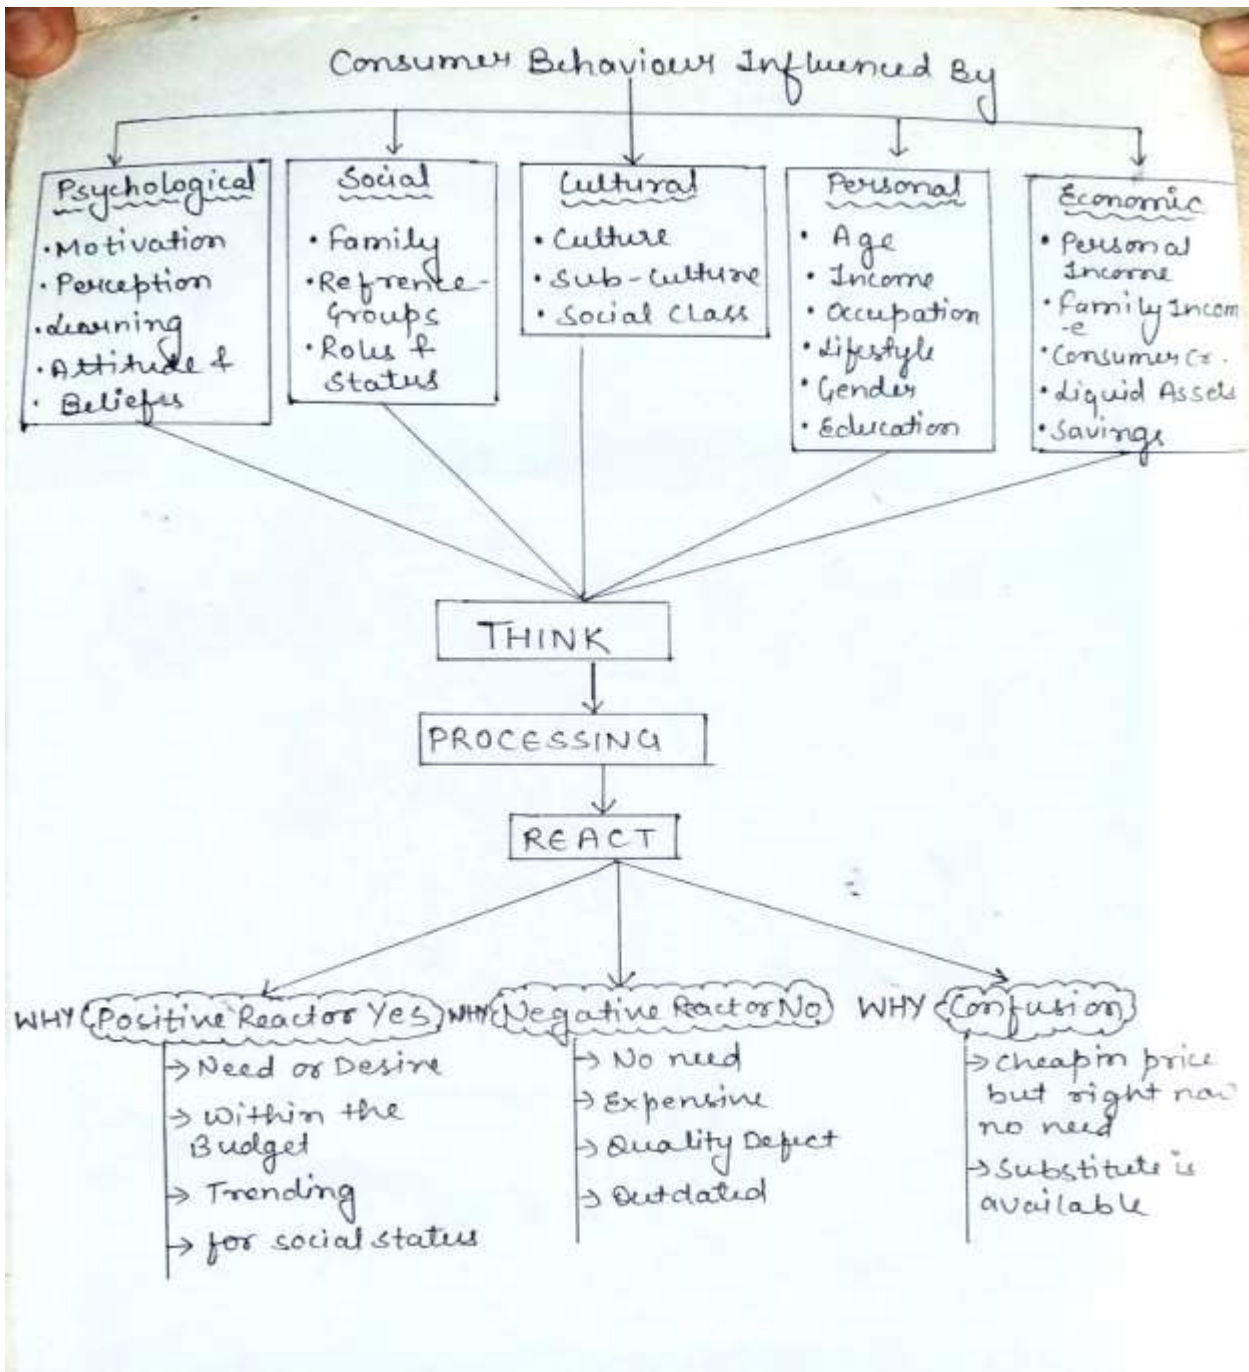 Consumer Behaviour Influenced By
Psychological
• Motivation
• Perception
• Learning
• Attitude &
• Beliefs
Social
• Family
• Refrence-
Groups
• Roles &
Status
Cultural
• Culture
• Sub-Culture
• Social Class
Personal
• Age
• Income
• Occupation
• Lifestyle
• Gender
• Education
Economic
• Personal
Income
• Family Incom
-e
• Consumer Cr.
• Liquid Assets
• Savings
THINK
PROCESSING
REACT
WHY Positive React or Yes
→ Need or Desire
→ Within the
Budget
→ Trending
→ for social status
WHY Negative React or No
→ No need
→ Expensive
→ Quality Defect
→ Outdated
WHY Confusion
→ Cheap in price
but right now
no need
→ Substitute is
available